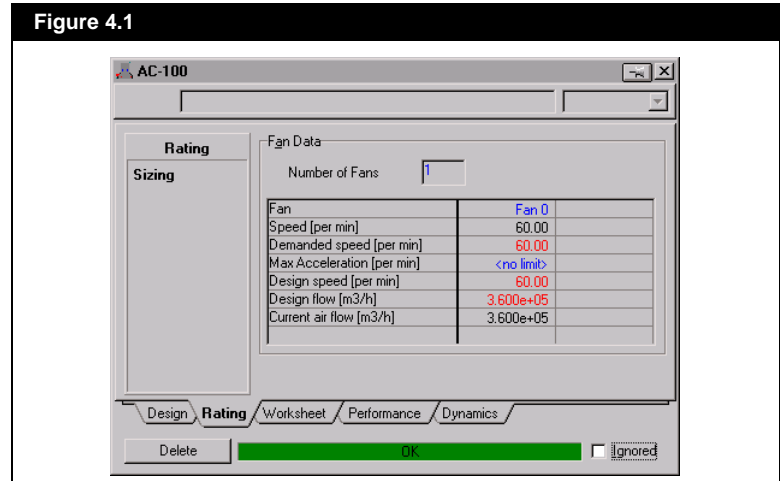 Figure 4.1
AC-100
Rating
Sizing
Fan Data
Number of Fans 1
Fan Fan 0
Speed [per min] 60.00
Demanded speed [per min] 60.00
Max Acceleration [per min] <no limit>
Design speed [per min] 60.00
Design flow [m3/h] 3.600e+05
Current air flow [m3/h] 3.600e+05
Design Rating Worksheet Performance Dynamics
Delete OK Ignored